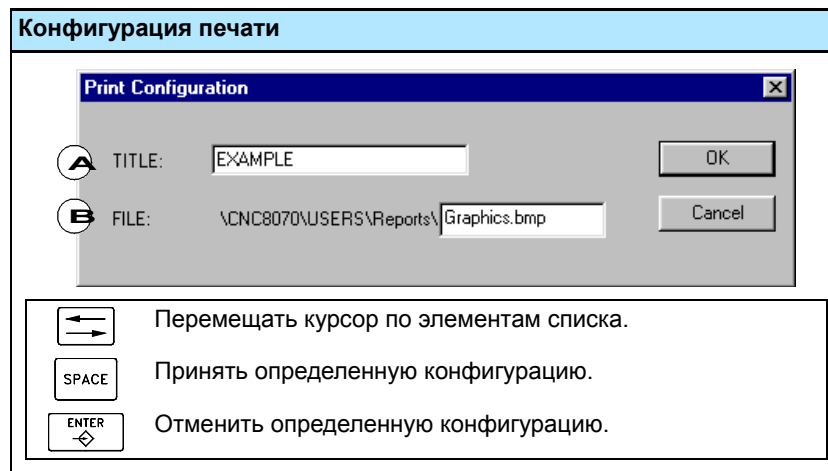 Конфигурация печати
Print Configuration
A TITLE: EXAMPLE OK
B FILE: \CNC8070\USERS\Reports\ Graphics.bmp Cancel
Перемещать курсор по элементам списка.
SPACE Принять определенную конфигурацию.
ENTER Отменить определенную конфигурацию.